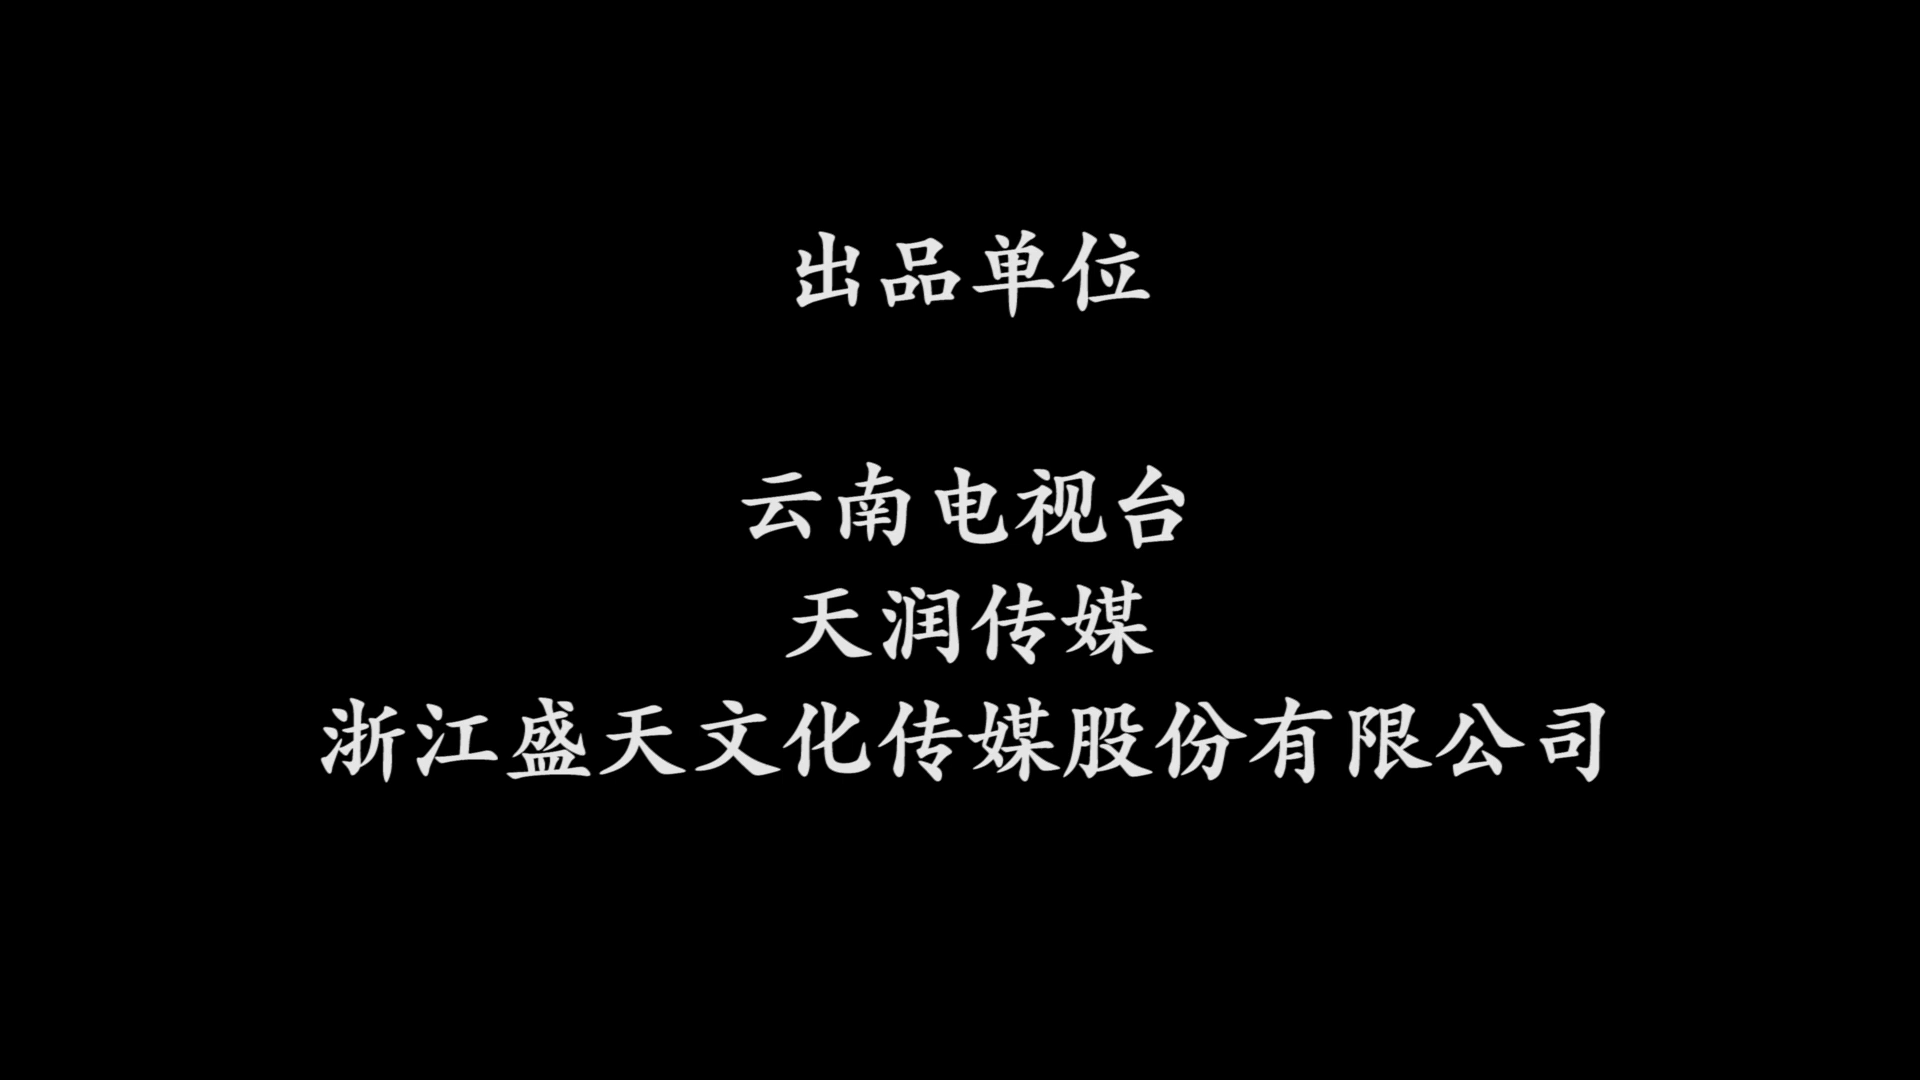 出品单位
云南电视台
天润传媒
浙江盛天文化传媒股份有限公司